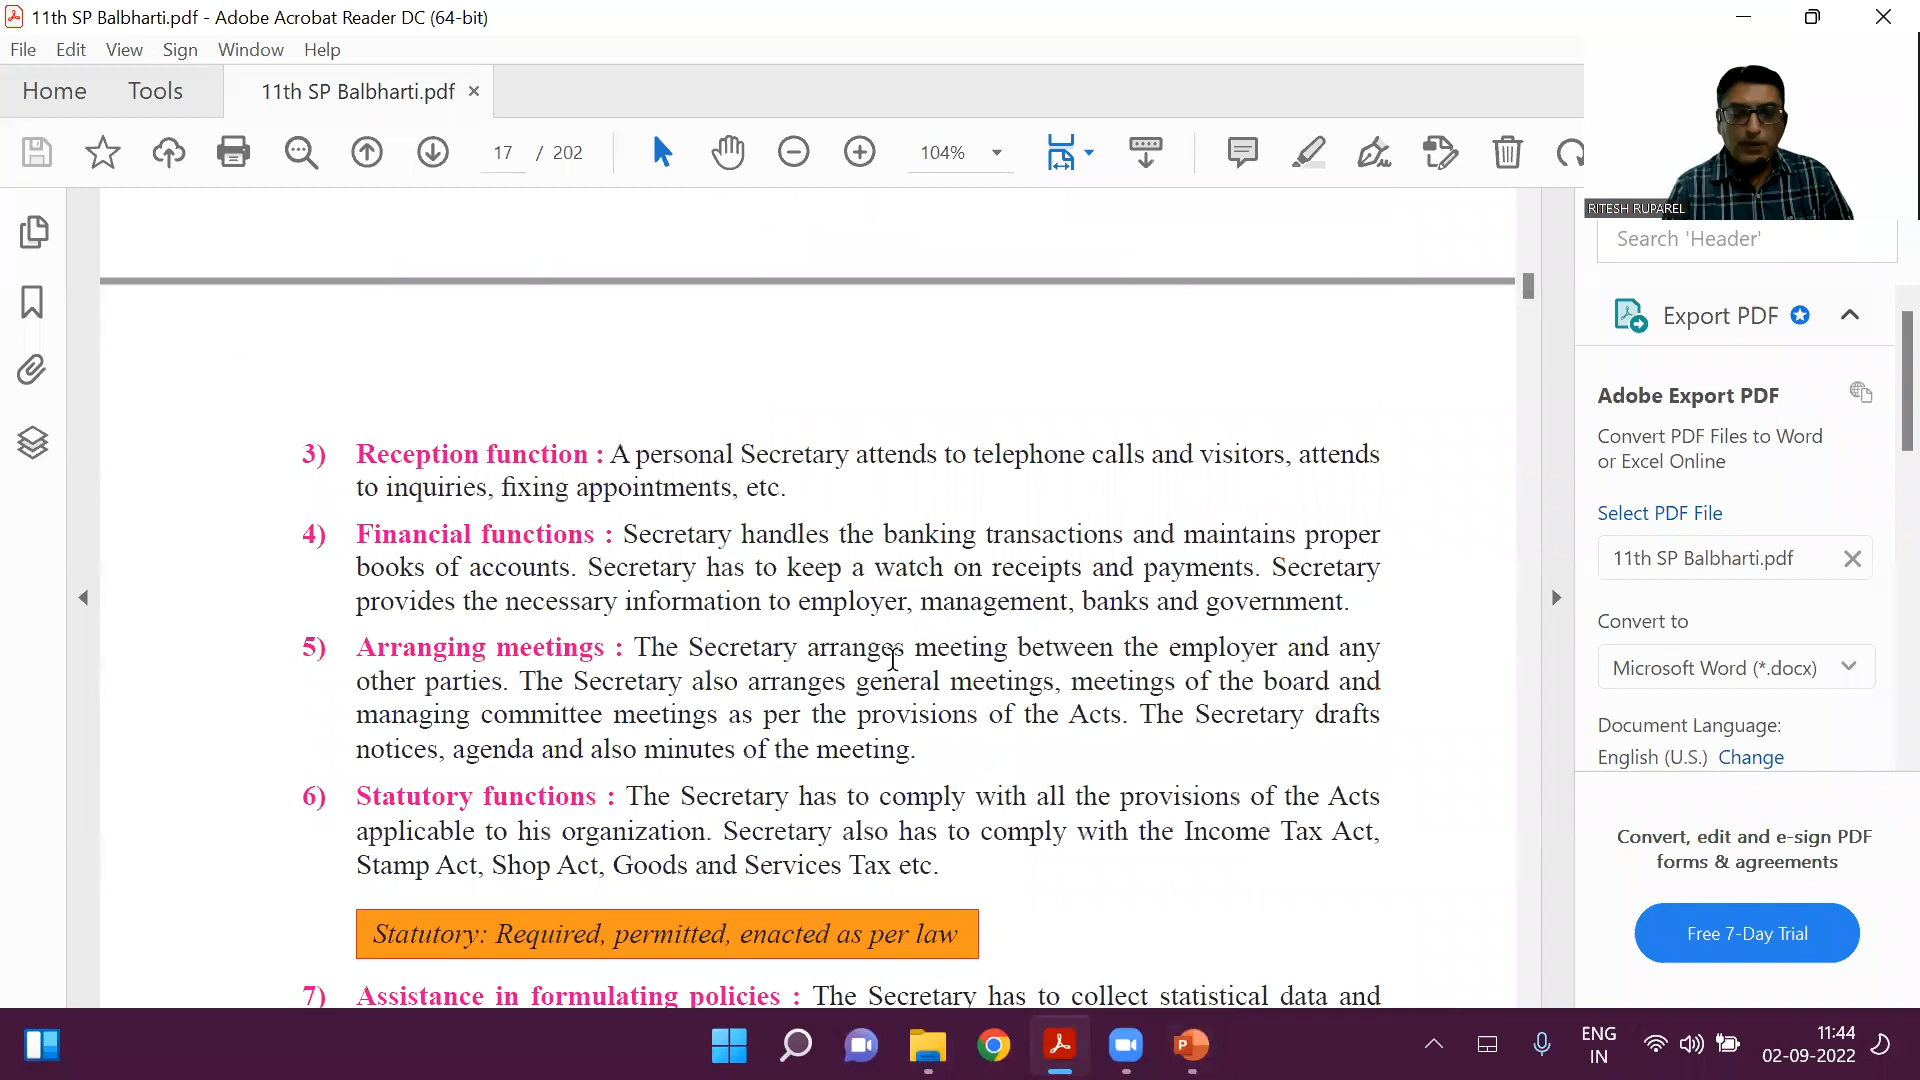 11th SP Balbharti.pdf - Adobe Acrobat Reader DC (64-bit)
File Edit View Sign Window Help
Home Tools 11th SP Balbharti.pdf ×
17 / 202 104%
RITESH RUPAREL
Search 'Header'
Export PDF
Adobe Export PDF
Convert PDF Files to Word
or Excel Online
Select PDF File
11th SP Balbharti.pdf
Convert to
Microsoft Word (*.docx)
Document Language:
English (U.S.) Change
Convert, edit and e-sign PDF
forms & agreements
Free 7-Day Trial
3) Reception function : A personal Secretary attends to telephone calls and visitors, attends
to inquiries, fixing appointments, etc.
4) Financial functions : Secretary handles the banking transactions and maintains proper
books of accounts. Secretary has to keep a watch on receipts and payments. Secretary
provides the necessary information to employer, management, banks and government.
5) Arranging meetings : The Secretary arranges meeting between the employer and any
other parties. The Secretary also arranges general meetings, meetings of the board and
managing committee meetings as per the provisions of the Acts. The Secretary drafts
notices, agenda and also minutes of the meeting.
6) Statutory functions : The Secretary has to comply with all the provisions of the Acts
applicable to his organization. Secretary also has to comply with the Income Tax Act,
Stamp Act, Shop Act, Goods and Services Tax etc.
Statutory: Required, permitted, enacted as per law
7) Assistance in formulating policies : The Secretary has to collect statistical data and
ENG
IN
11:44
02-09-2022